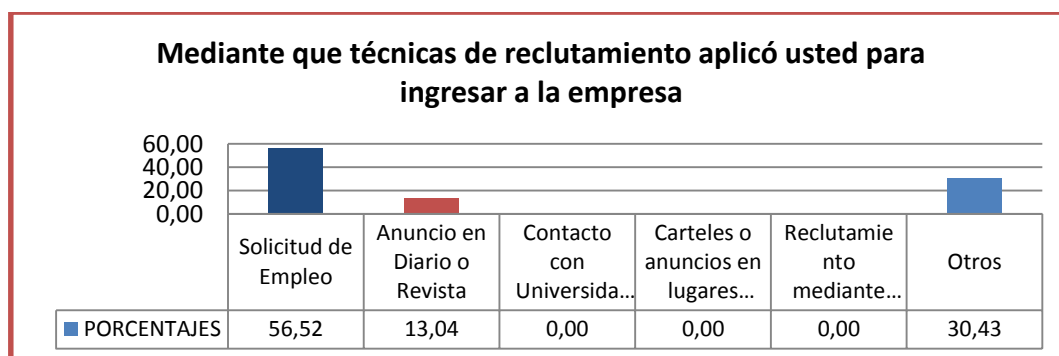 Mediante que técnicas de reclutamiento aplicó usted para
ingresar a la empresa
60,00
40,00
20,00
0,00
Solicitud de
Empleo
Anuncio en
Diario o
Revista
Contacto
con
Universida...
Carteles o
anuncios en
lugares...
Reclutamie
nto
mediante...
Otros
PORCENTAJES 56,52 13,04 0,00 0,00 0,00 30,43